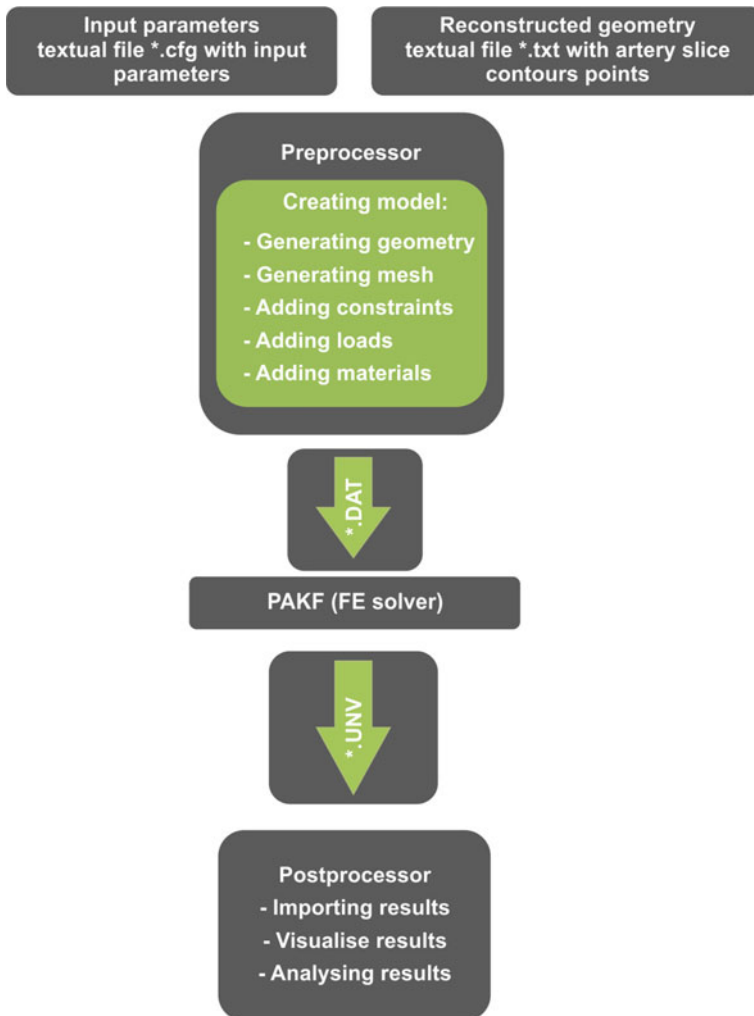 Input parameters
textual file *.cfg with input
parameters
Reconstructed geometry
textual file *.txt with artery slice
contours points
Preprocessor
Creating model:
- Generating geometry
- Generating mesh
- Adding constraints
- Adding loads
- Adding materials
*.DAT
PAKF (FE solver)
*.UNV
Postprocessor
- Importing results
- Visualise results
- Analysing results